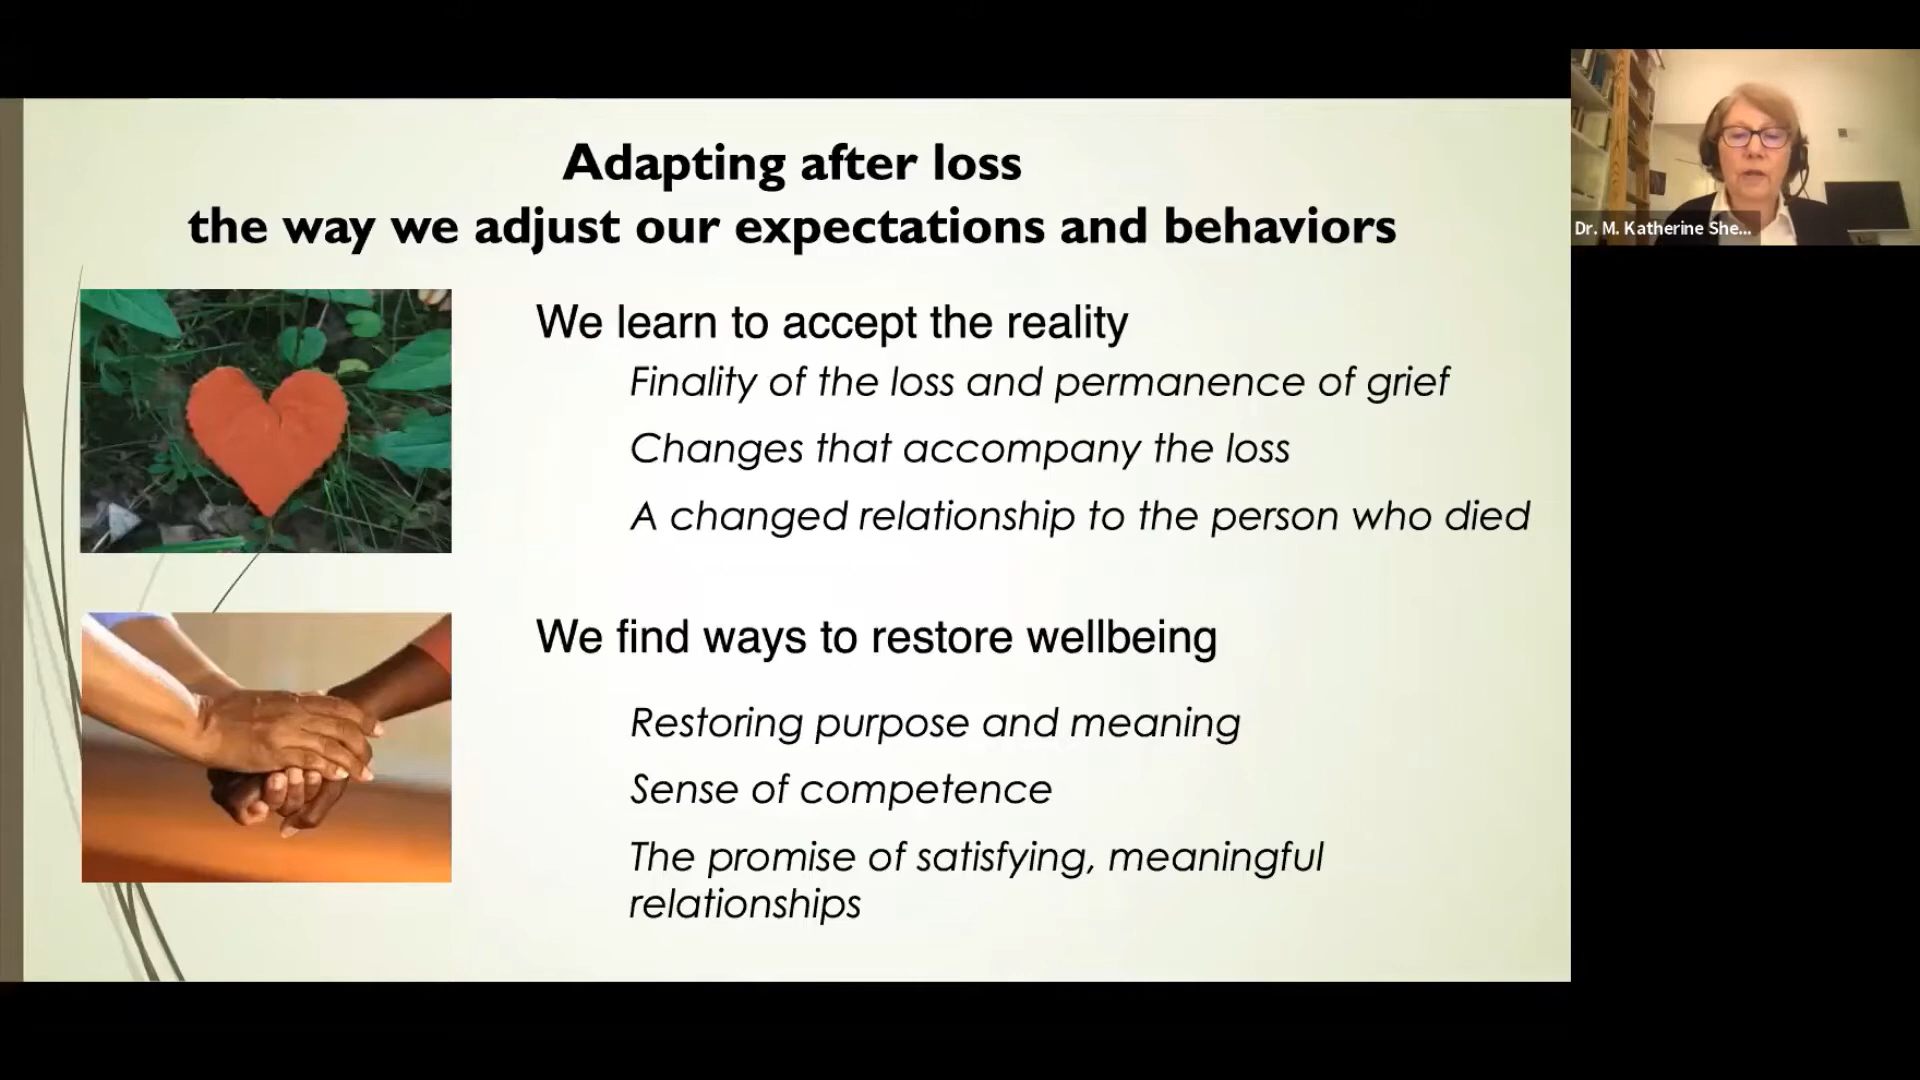 Adapting after loss
the way we adjust our expectations and behaviors
We learn to accept the reality
Finality of the loss and permanence of grief
Changes that accompany the loss
A changed relationship to the person who died
We find ways to restore wellbeing
Restoring purpose and meaning
Sense of competence
The promise of satisfying, meaningful
relationships
Dr. M. Katherine She...